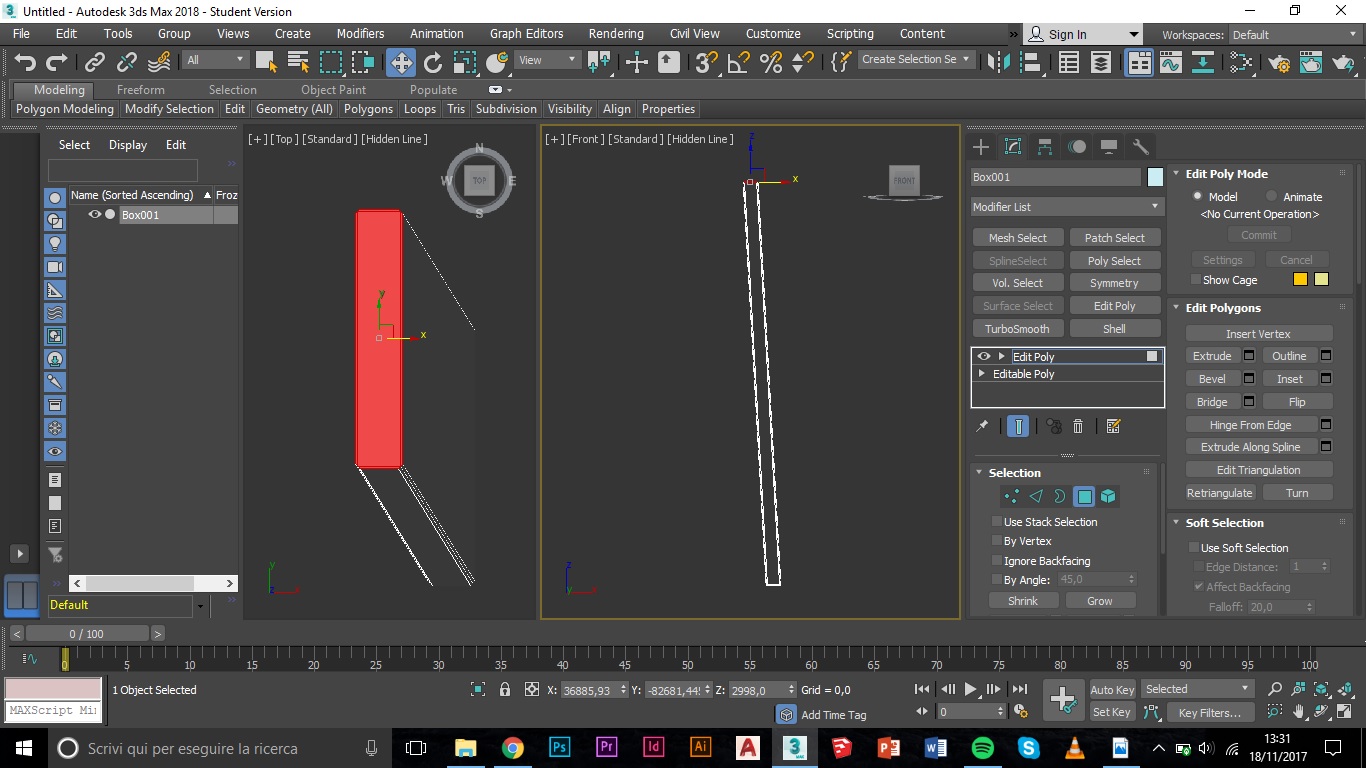 Untitled - Autodesk 3ds Max 2018 - Student Version
File Edit Tools Group Views Create Modifiers Animation Graph Editors Rendering Civil View Customize Scripting Content » Sign In Workspaces: Default
All View Create Selection Se
Modeling Freeform Selection Object Paint Populate
Polygon Modeling Modify Selection Edit Geometry (All) Polygons Loops Tris Subdivision Visibility Align Properties
Select Display Edit
Name (Sorted Ascending) Froz
Box001
Default
[+] [Top] [Standard] [Hidden Line]
N
W TOP E
S
y
x
y
[+] [Front] [Standard] [Hidden Line]
z
x
FRONT
z
y
Box001
Modifier List
Mesh Select Patch Select
SplineSelect Poly Select
Vol. Select Symmetry
Surface Select Edit Poly
TurboSmooth Shell
Edit Poly
Editable Poly
Selection
Use Stack Selection
By Vertex
Ignore Backfacing
By Angle: 45,0
Shrink Grow
Edit Poly Mode
Model Animate
<No Current Operation>
Commit
Settings Cancel
Show Cage
Edit Polygons
Insert Vertex
Extrude Outline
Bevel Inset
Bridge Flip
Hinge From Edge
Extrude Along Spline
Edit Triangulation
Retriangulate Turn
Soft Selection
Use Soft Selection
Edge Distance: 1
Affect Backfacing
Falloff: 20,0
< 0 / 100 >
0 5 10 15 20 25 30 35 40 45 50 55 60 65 70 75 80 85 90 95 100
1 Object Selected X: 36885,93 Y: -82681,445 Z: 2998,0 Grid = 0,0 Auto Key Selected
MAXScript Mi Add Time Tag 0 Set Key Key Filters...
Scrivi qui per eseguire la ricerca
Ps Pr Id Ai A 3 MAX
13:31
18/11/2017